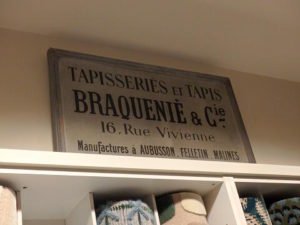 TAPISSERIES ET TAPIS
BRAQUENIÉ & Cie
16. Rue Vivienne
Manufactures à AUBUSSON, FELLETIN, MALINES